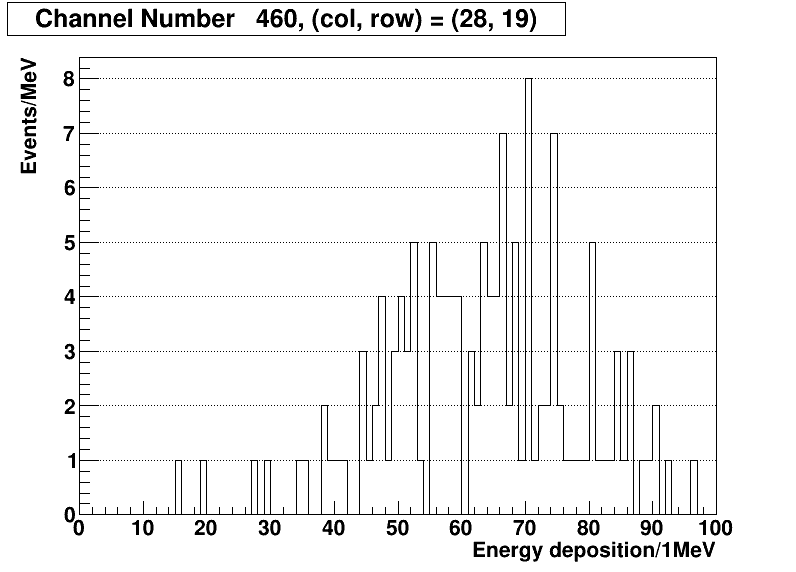 Channel Number   460, (col, row) = (28, 19)
Events/MeV
8
7
6
5
4
3
2
1
0
0 10 20 30 40 50 60 70 80 90 100
Energy deposition/1MeV